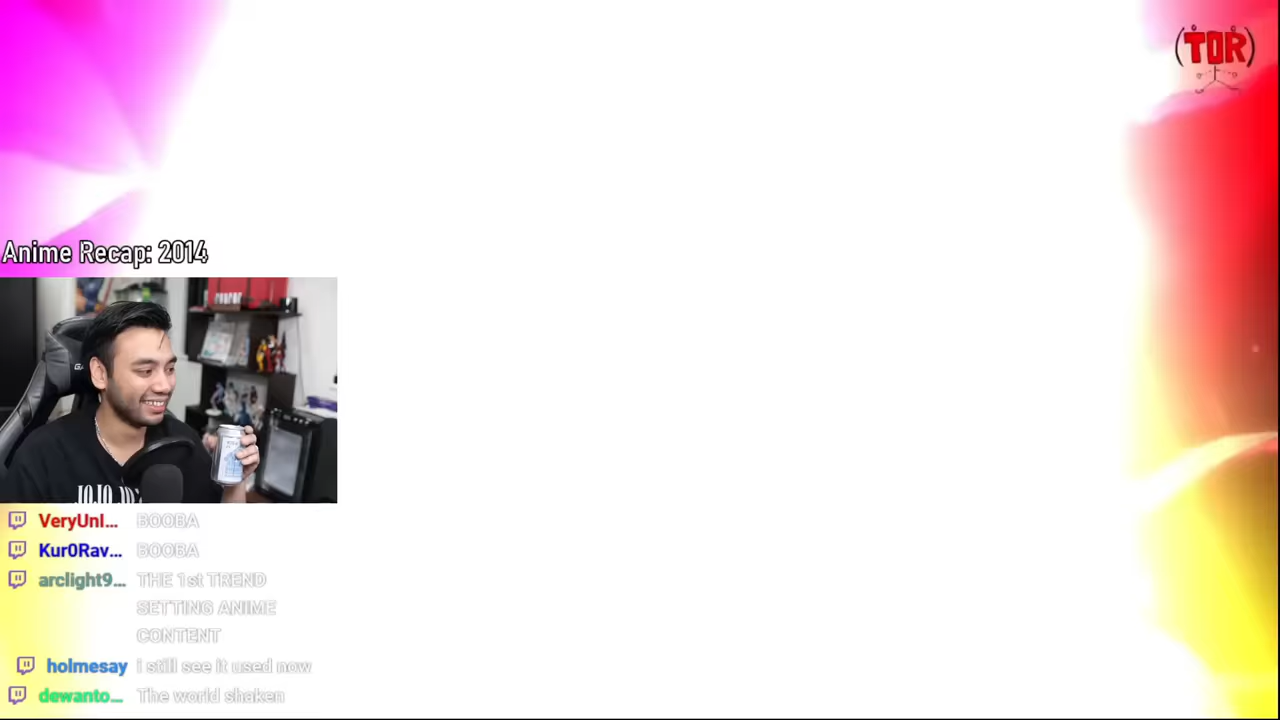 (TOR)
Anime Recap: 2014
VeryUnl... BOOBA
Kur0Rav... BOOBA
arclight9... THE 1st TREND
SETTING ANIME
CONTENT
holmesay i still see it used now
dewanto... The world shaken